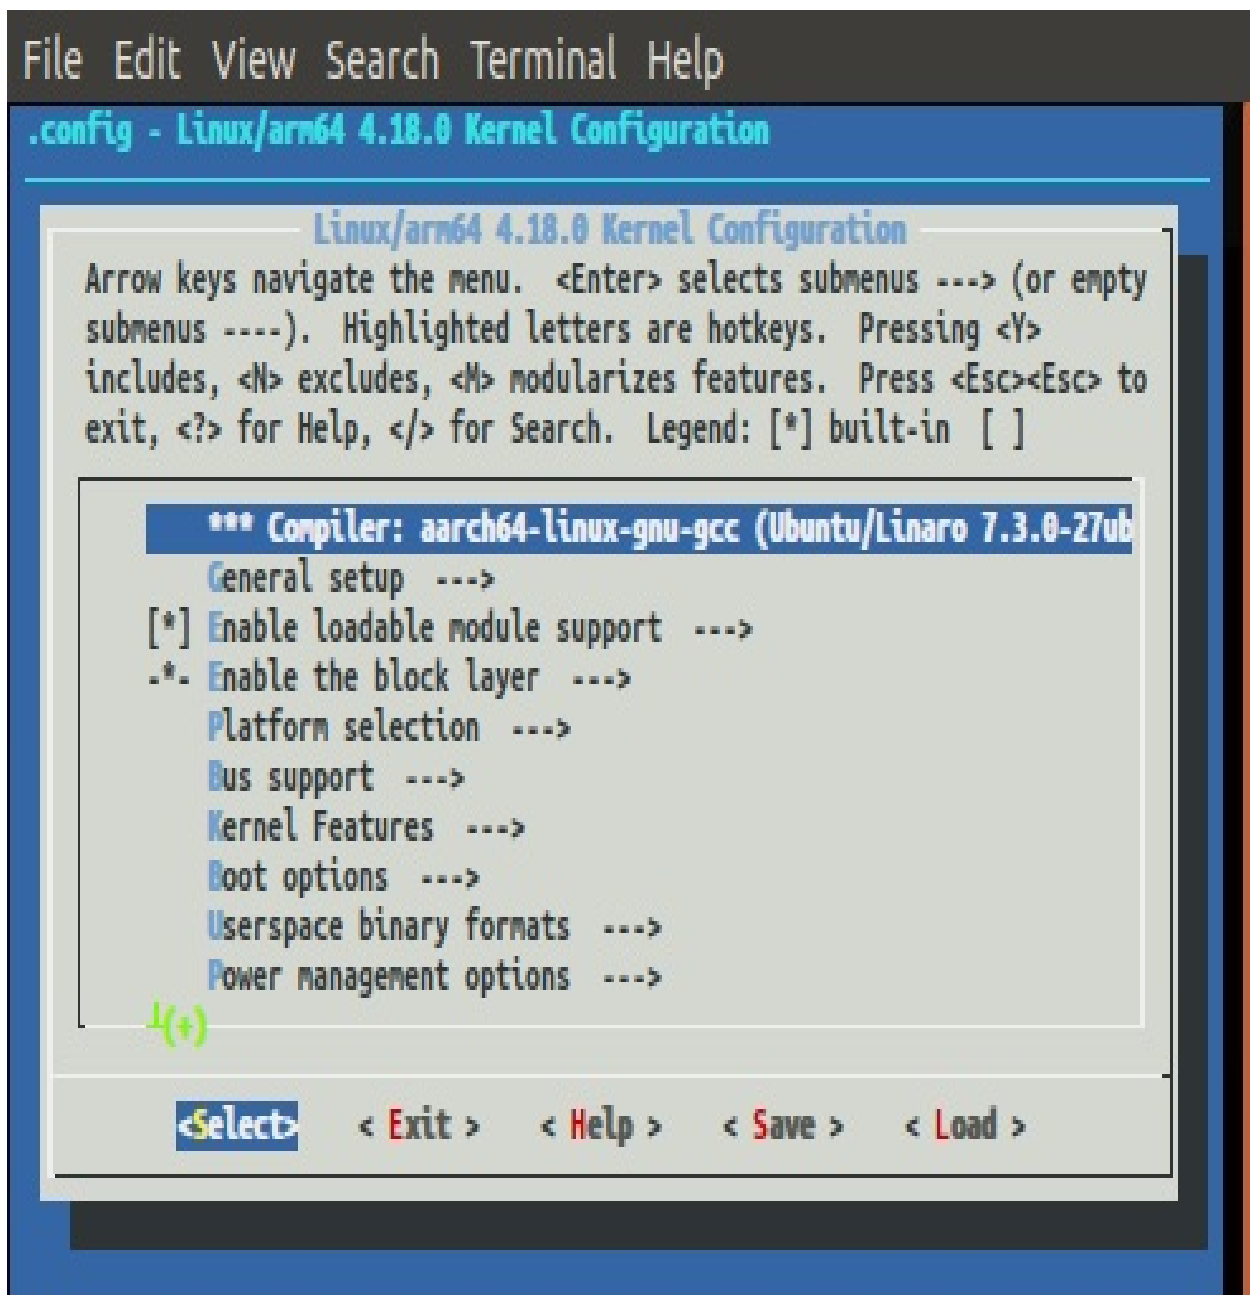 File Edit View Search Terminal Help
.config - Linux/arm64 4.18.0 Kernel Configuration
Linux/arm64 4.18.0 Kernel Configuration
Arrow keys navigate the menu.  <Enter> selects submenus ---> (or empty
submenus ----).  Highlighted letters are hotkeys.  Pressing <Y>
includes, <N> excludes, <M> modularizes features.  Press <Esc><Esc> to
exit, <?> for Help, </> for Search.  Legend: [*] built-in  [ ]
*** Compiler: aarch64-linux-gnu-gcc (Ubuntu/Linaro 7.3.0-27ub
General setup  --->
[*] Enable loadable module support  --->
-*- Enable the block layer  --->
Platform selection  --->
Bus support  --->
Kernel Features  --->
Boot options  --->
Userspace binary formats  --->
Power management options  --->
┴(+)
<Select>    < Exit >    < Help >    < Save >    < Load >